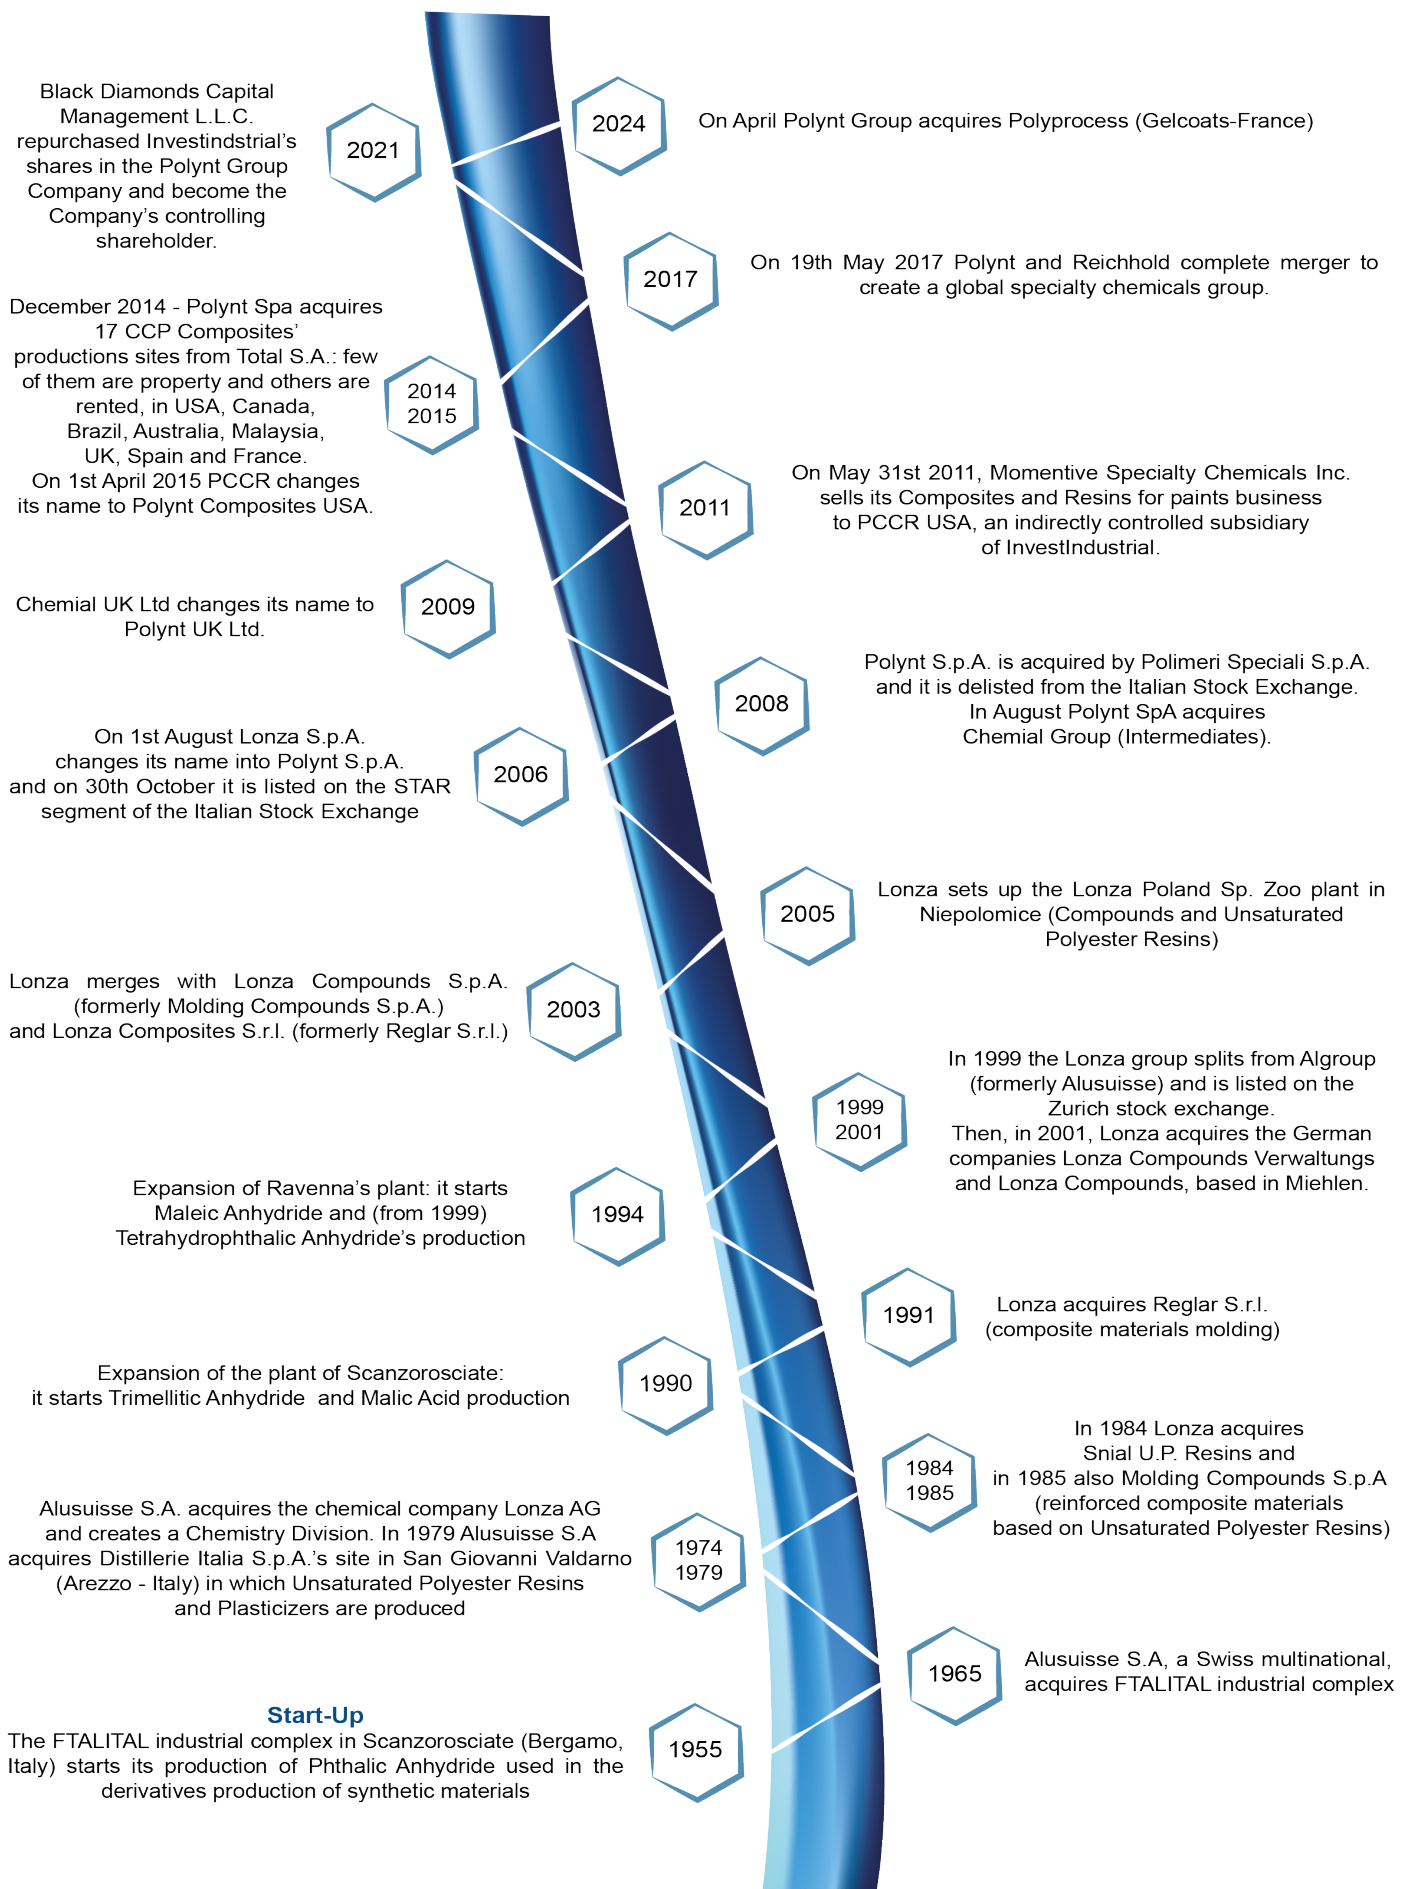 2024
On April Polynt Group acquires Polyprocess (Gelcoats-France)
Black Diamonds Capital
Management L.L.C.
repurchased Investindstrial's
shares in the Polynt Group
Company and become the
Company's controlling
shareholder.
2021
2017
On 19th May 2017 Polynt and Reichhold complete merger to
create a global specialty chemicals group.
December 2014 - Polynt Spa acquires
17 CCP Composites'
productions sites from Total S.A.: few
of them are property and others are
rented, in USA, Canada,
Brazil, Australia, Malaysia,
UK, Spain and France.
On 1st April 2015 PCCR changes
its name to Polynt Composites USA.
2014
2015
2011
On May 31st 2011, Momentive Specialty Chemicals Inc.
sells its Composites and Resins for paints business
to PCCR USA, an indirectly controlled subsidiary
of InvestIndustrial.
Chemial UK Ltd changes its name to
Polynt UK Ltd.
2009
2008
Polynt S.p.A. is acquired by Polimeri Speciali S.p.A.
and it is delisted from the Italian Stock Exchange.
In August Polynt SpA acquires
Chemial Group (Intermediates).
On 1st August Lonza S.p.A.
changes its name into Polynt S.p.A.
and on 30th October it is listed on the STAR
segment of the Italian Stock Exchange
2006
2005
Lonza sets up the Lonza Poland Sp. Zoo plant in
Niepolomice (Compounds and Unsaturated
Polyester Resins)
Lonza merges with Lonza Compounds S.p.A.
(formerly Molding Compounds S.p.A.)
and Lonza Composites S.r.l. (formerly Reglar S.r.l.)
2003
1999
2001
In 1999 the Lonza group splits from Algroup
(formerly Alusuisse) and is listed on the
Zurich stock exchange.
Then, in 2001, Lonza acquires the German
companies Lonza Compounds Verwaltungs
and Lonza Compounds, based in Miehlen.
Expansion of Ravenna's plant: it starts
Maleic Anhydride and (from 1999)
Tetrahydrophthalic Anhydride's production
1994
1991
Lonza acquires Reglar S.r.l.
(composite materials molding)
Expansion of the plant of Scanzorosciate:
it starts Trimellitic Anhydride and Malic Acid production
1990
1984
1985
In 1984 Lonza acquires
Snial U.P. Resins and
in 1985 also Molding Compounds S.p.A
(reinforced composite materials
based on Unsaturated Polyester Resins)
Alusuisse S.A. acquires the chemical company Lonza AG
and creates a Chemistry Division. In 1979 Alusuisse S.A
acquires Distillerie Italia S.p.A.'s site in San Giovanni Valdarno
(Arezzo - Italy) in which Unsaturated Polyester Resins
and Plasticizers are produced
1974
1979
1965
Alusuisse S.A, a Swiss multinational,
acquires FTALITAL industrial complex
Start-Up
The FTALITAL industrial complex in Scanzorosciate (Bergamo,
Italy) starts its production of Phthalic Anhydride used in the
derivatives production of synthetic materials
1955